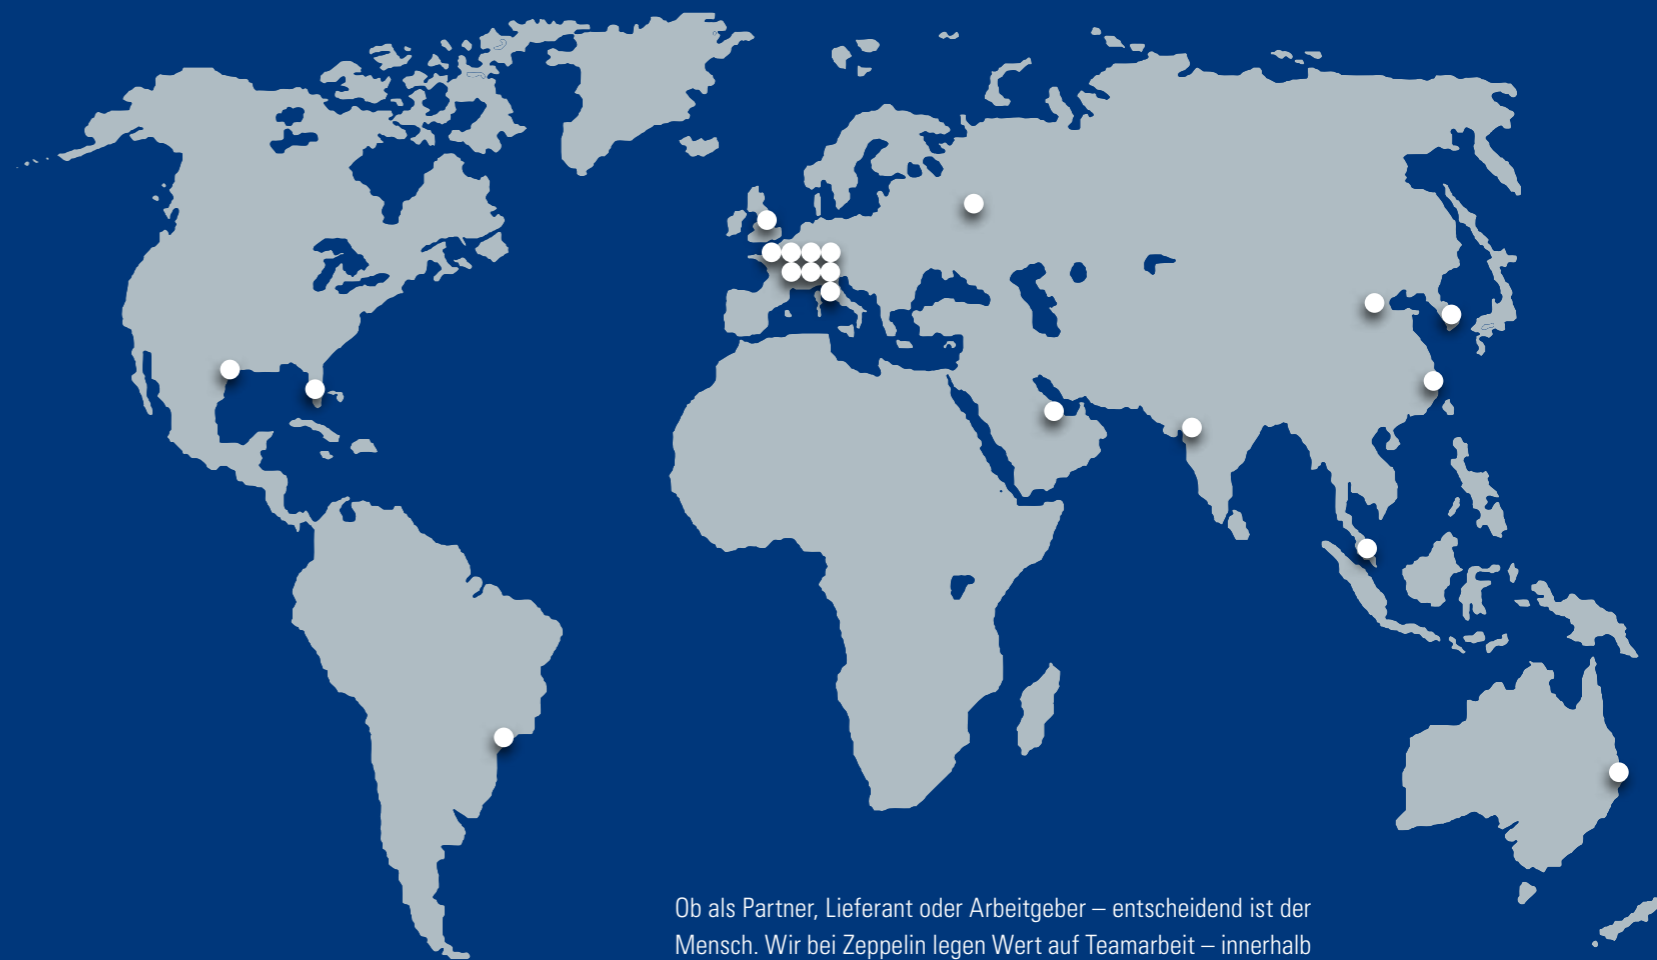 Ob als Partner, Lieferant oder Arbeitgeber – entscheidend ist der
Mensch. Wir bei Zeppelin legen Wert auf Teamarbeit – innerhalb